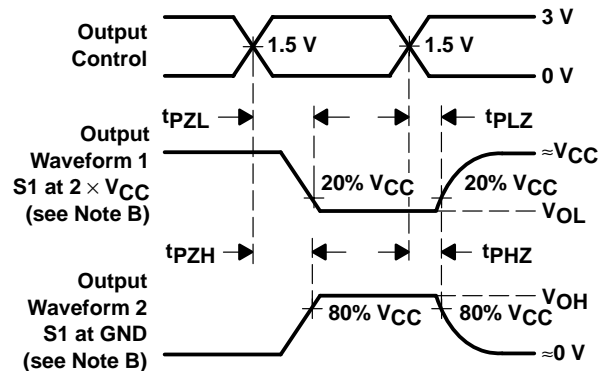 Output
Control
1.5 V
1.5 V
3 V
0 V
tPZL
tPLZ
Output
Waveform 1
S1 at 2 × VCC
(see Note B)
20% VCC
20% VCC
≈VCC
VOL
tPZH
tPHZ
Output
Waveform 2
S1 at GND
(see Note B)
80% VCC
80% VCC
VOH
≈0 V